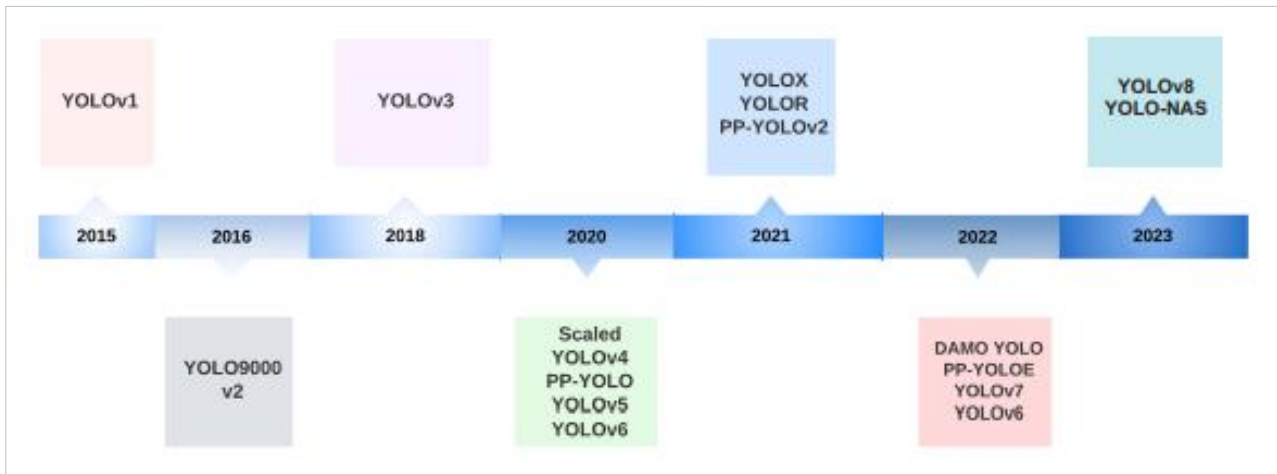 YOLOv1
YOLOv3
YOLOX
YOLOR
PP-YOLOv2
YOLOv8
YOLO-NAS
2015
2016
2018
2020
2021
2022
2023
YOLO9000
v2
Scaled
YOLOv4
PP-YOLO
YOLOv5
YOLOv6
DAMO YOLO
PP-YOLOE
YOLOv7
YOLOv6